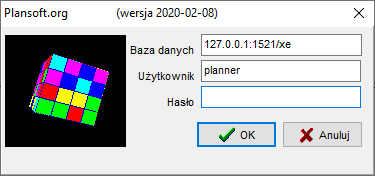 Plansoft.org (wersja 2020-02-08)
Baza danych 127.0.0.1:1521/xe
Użytkownik planner
Hasło
OK Anuluj